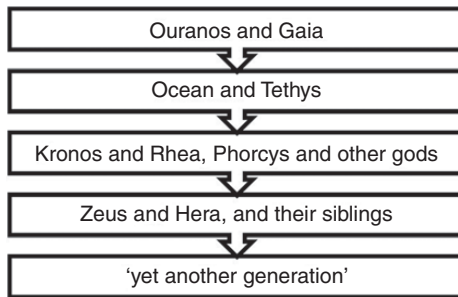 Ouranos and Gaia
Ocean and Tethys
Kronos and Rhea, Phorcys and other gods
Zeus and Hera, and their siblings
‘yet another generation’